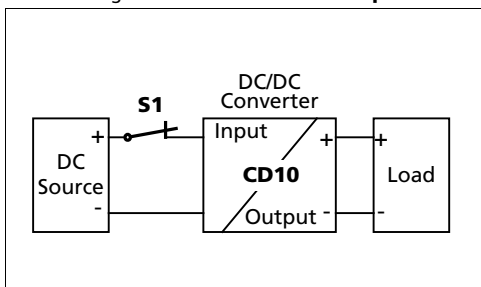 DC/DC
Converter
S1
Input
+
+
+
DC
Source
CD10
Load
-
Output
-
-